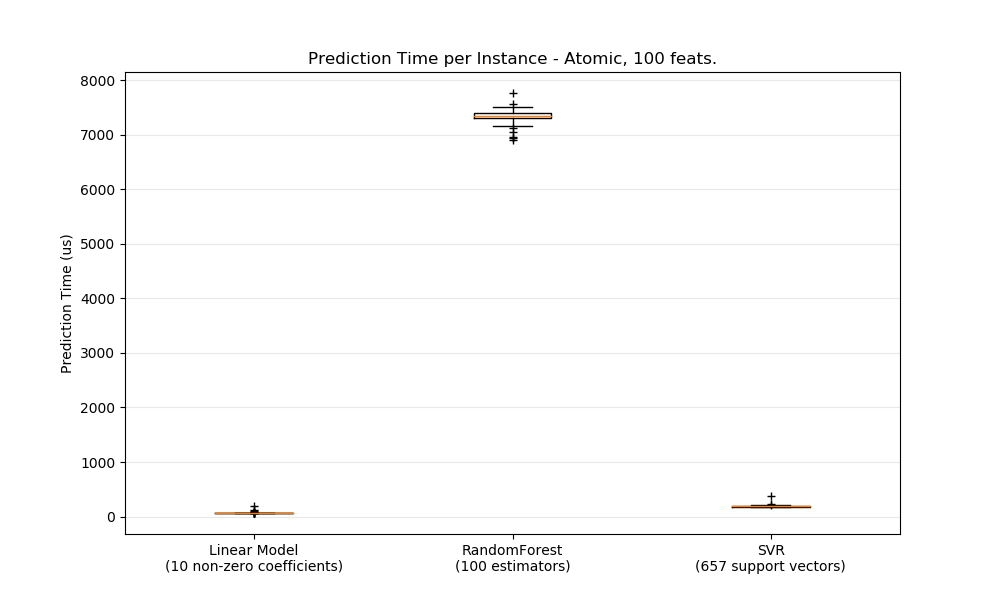 Prediction Time per Instance - Atomic, 100 feats.
Prediction Time (us)
8000
7000
6000
5000
4000
3000
2000
1000
0
Linear Model
(10 non-zero coefficients)
RandomForest
(100 estimators)
SVR
(657 support vectors)